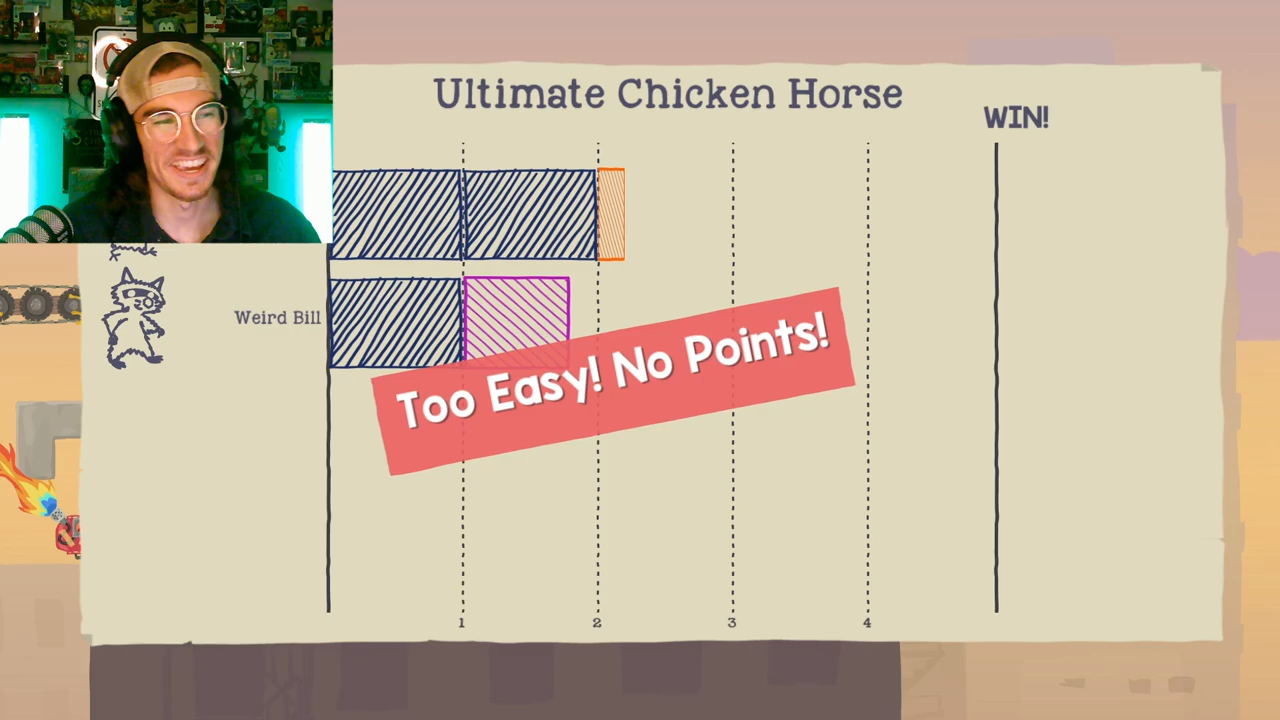 Ultimate Chicken Horse
WIN!
Weird Bill
Too Easy! No Points!
1 2 3 4